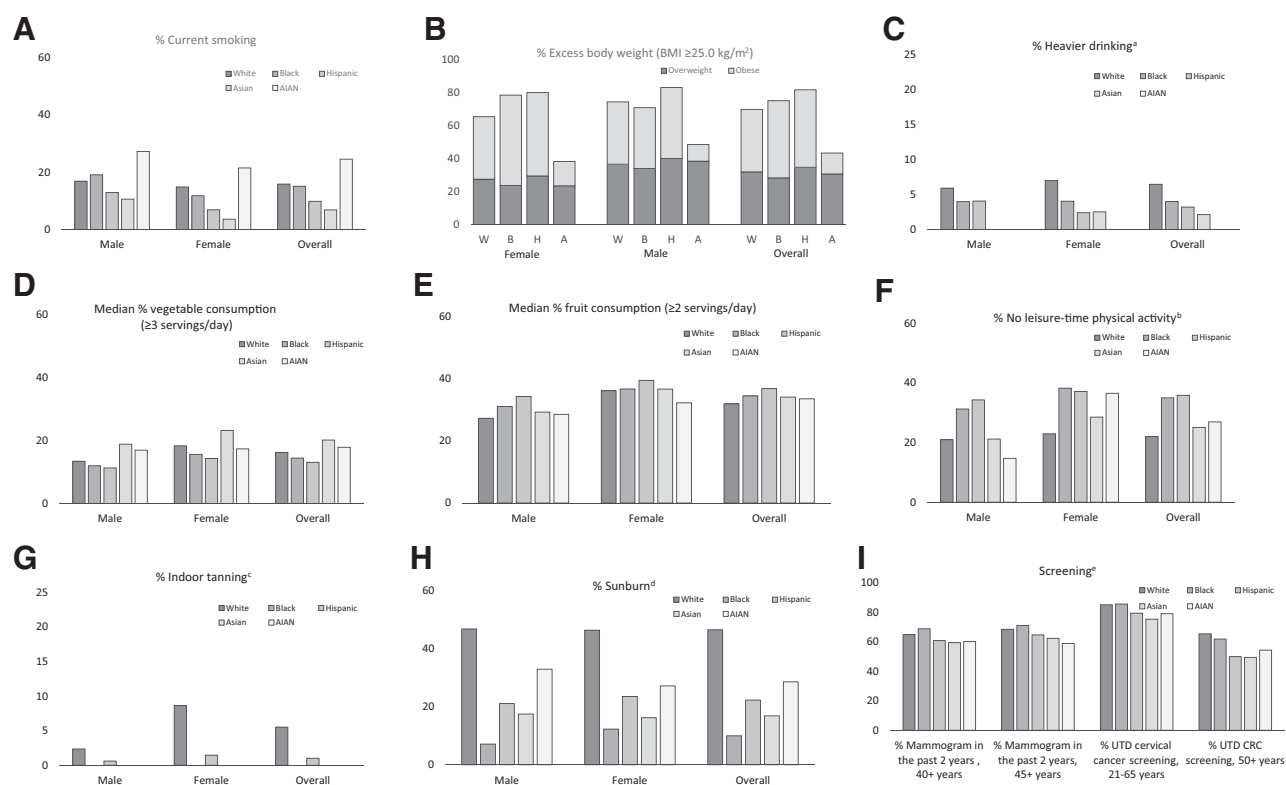 A
% Current smoking
60
White Black Hispanic
Asian AIAN
40
20
0
Male Female Overall
B
% Excess body weight (BMI ≥25.0 kg/m²)
100
Overweight Obese
80
60
40
20
0
W B H A W B H A W B H A
Female Male Overall
C
% Heavier drinkingᵃ
25
White Black Hispanic
20
Asian AIAN
15
10
5
0
Male Female Overall
D
Median % vegetable consumption
(≥3 servings/day)
60
White Black Hispanic
Asian AIAN
40
20
0
Male Female Overall
E
Median % fruit consumption (≥2 servings/day)
60
White Black Hispanic
Asian AIAN
40
20
0
Male Female Overall
F
% No leisure-time physical activityᵇ
60
White Black Hispanic
Asian AIAN
40
20
0
Male Female Overall
G
% Indoor tanningᶜ
25
White Black Hispanic
Asian AIAN
20
15
10
5
0
Male Female Overall
H
% Sunburnᵈ
60
White Black Hispanic
Asian AIAN
40
20
0
Male Female Overall
I
Screeningᵉ
100
White Black Hispanic
Asian AIAN
80
60
40
20
0
% Mammogram in
the past 2 years ,
40+ years
% Mammogram in
the past 2 years,
45+ years
% UTD cervical
cancer screening,
21-65 years
% UTD CRC
screening, 50+ years